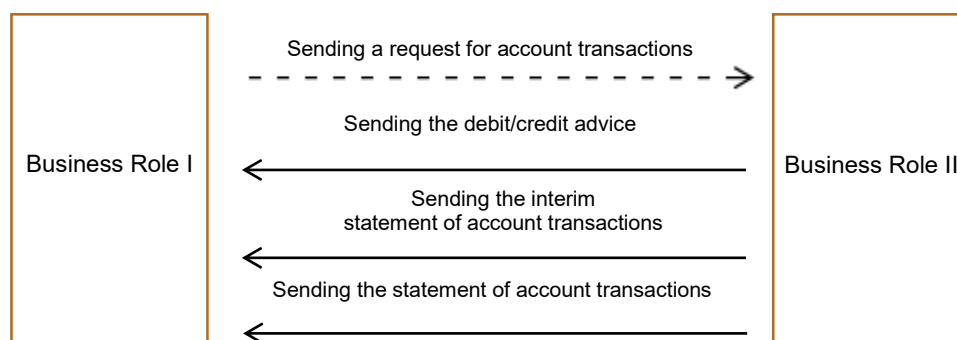 Sending a request for account transactions
Sending the debit/credit advice
Business Role I
Business Role II
Sending the interim
statement of account transactions
Sending the statement of account transactions